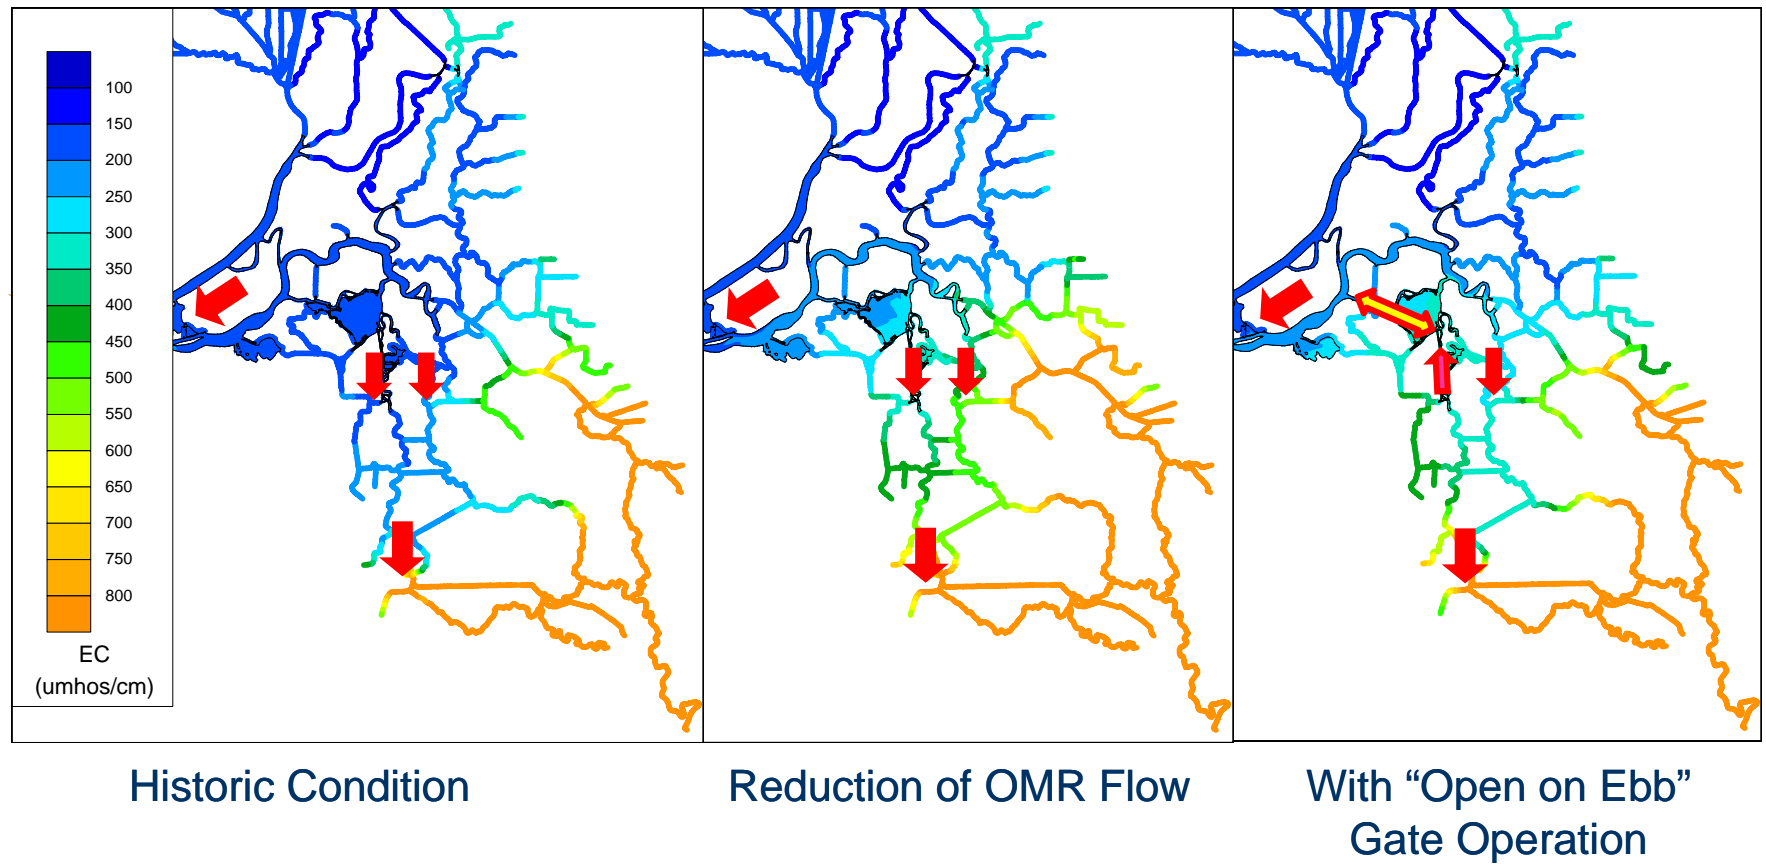 100
150
200
250
300
350
400
450
500
550
600
650
700
750
800
EC
(umhos/cm)
Historic Condition
Reduction of OMR Flow
With “Open on Ebb”
Gate Operation